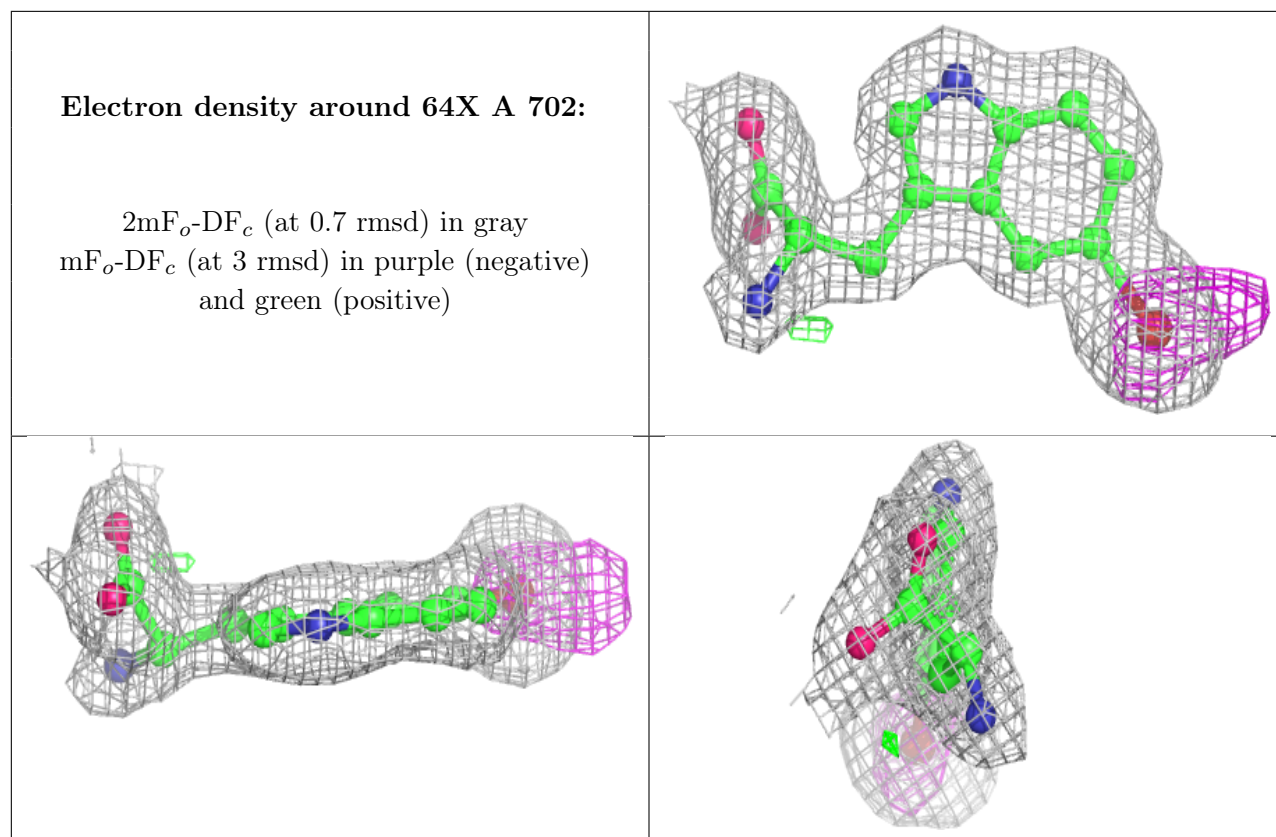 Electron density around 64X A 702:
2mFₒ-DF𝒸 (at 0.7 rmsd) in gray
mFₒ-DF𝒸 (at 3 rmsd) in purple (negative)
and green (positive)